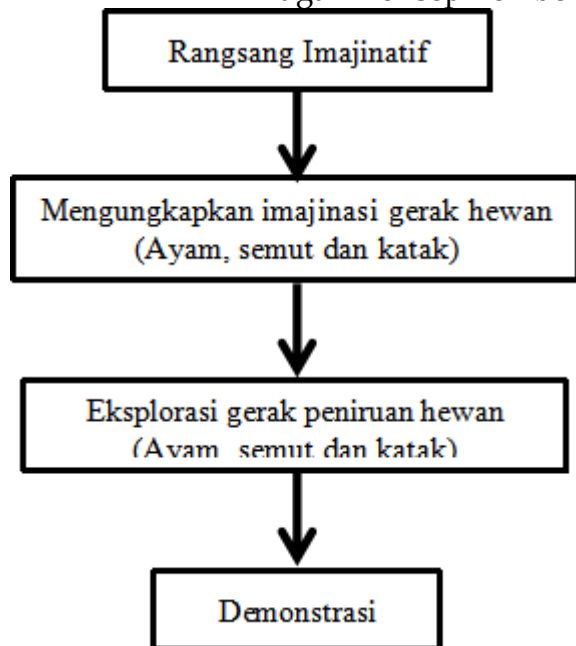 Rangsang Imajinatif
Mengungkapkan imajinasi gerak hewan
(Ayam, semut dan katak)
Eksplorasi gerak peniruan hewan
(Ayam, semut dan katak)
Demonstrasi